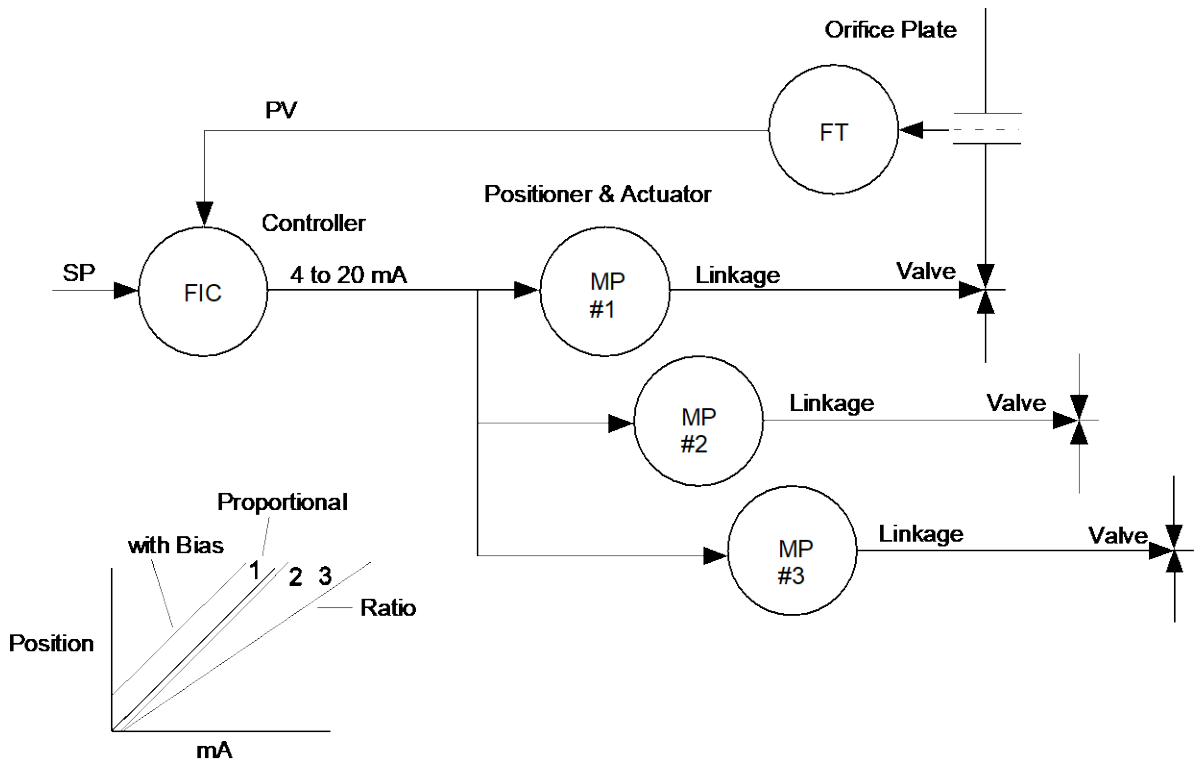 Orifice Plate
PV
FT
Positioner & Actuator
Controller
SP
FIC
4 to 20 mA
MP
#1
Linkage
Valve
MP
#2
Linkage
Valve
MP
#3
Linkage
Valve
Proportional
with Bias
1 2 3
Ratio
Position
mA